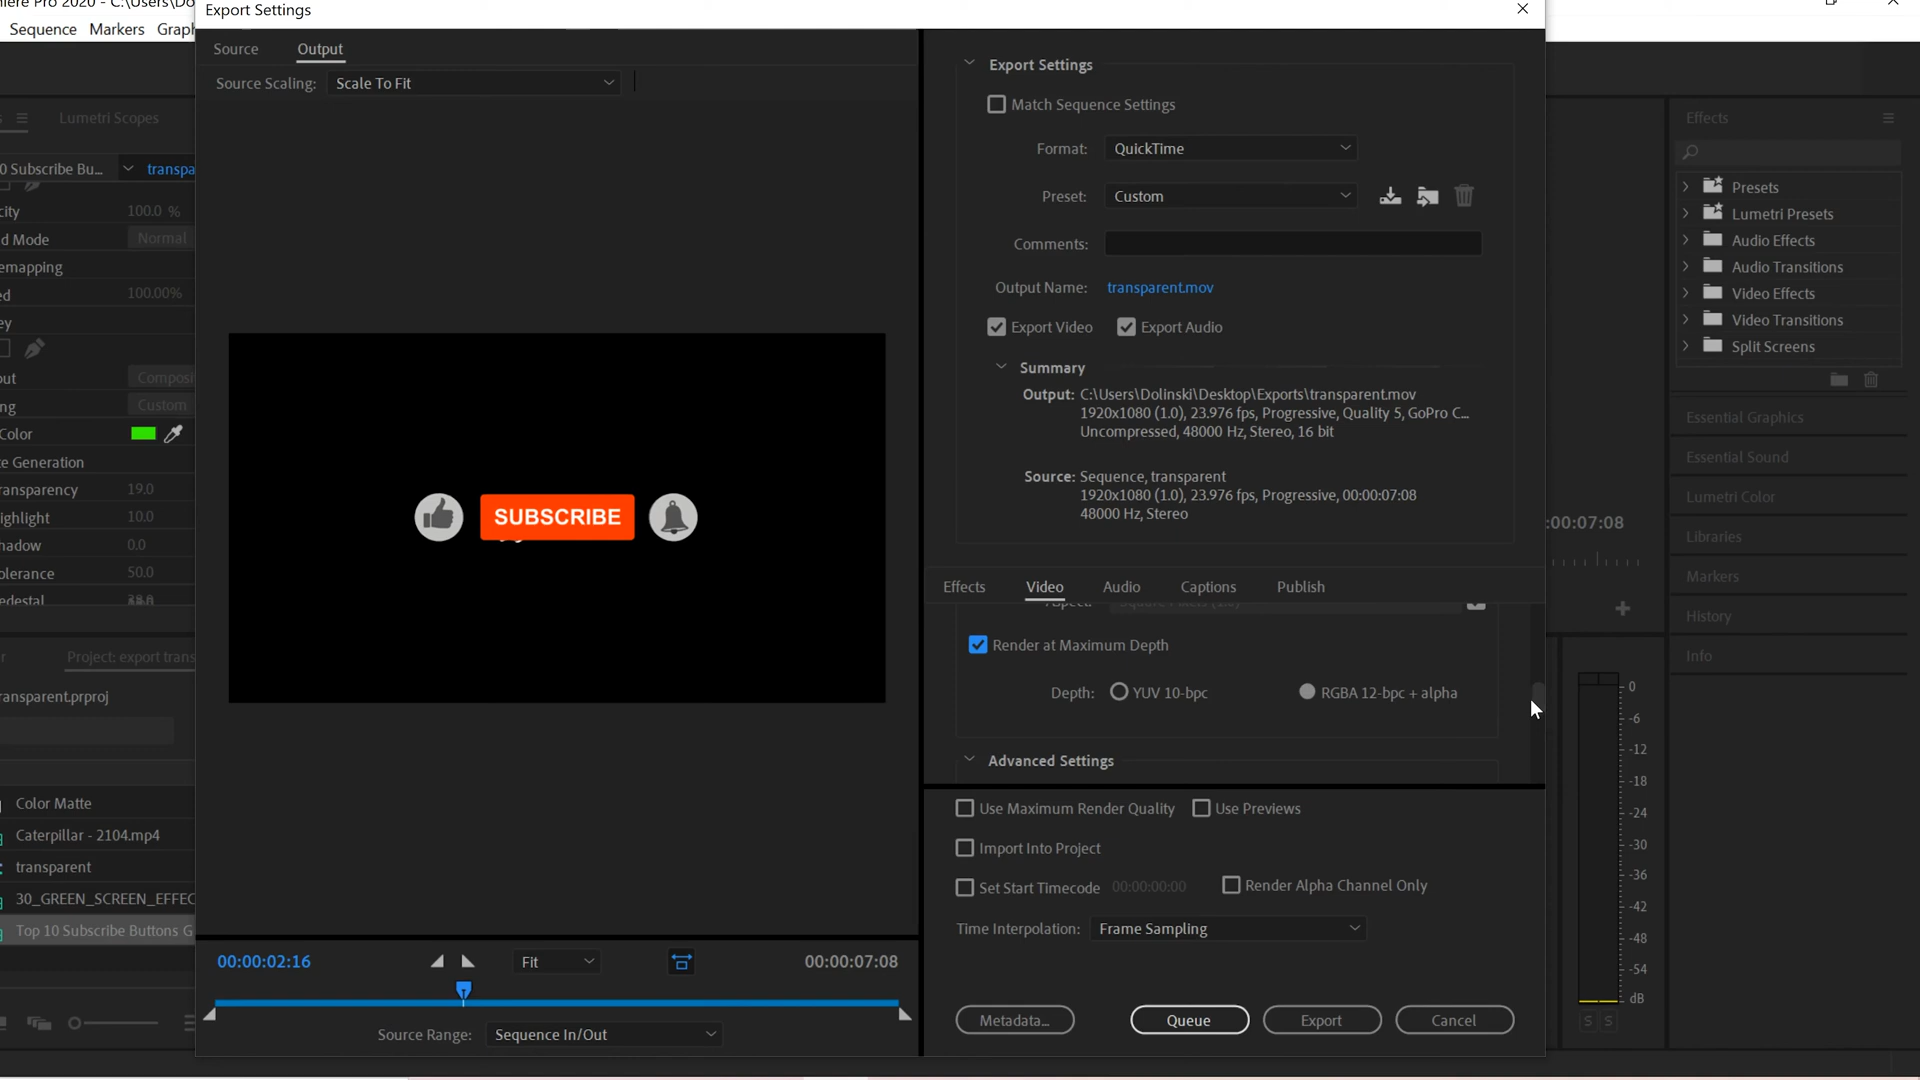 iere Pro 2020 - C:\Users\Do
Export Settings
Sequence Markers Graph
Source Output
Source Scaling: Scale To Fit
Lumetri Scopes
0 Subscribe Bu... transpa
city 100.0 %
d Mode Normal
emapping
ed 100.00%
ey
out Composi
ng Custom
Color
te Generation
ransparency 19.0
ighlight 10.0
hadow 0.0
olerance 50.0
edestal
r Project: export trans
ransparent.prproj
Color Matte
Caterpillar - 2104.mp4
transparent
30_GREEN_SCREEN_EFFEC
Top 10 Subscribe Buttons G
SUBSCRIBE
00:00:02:16 Fit 00:00:07:08
Source Range: Sequence In/Out
Export Settings
Match Sequence Settings
Format: QuickTime
Preset: Custom
Comments:
Output Name: transparent.mov
Export Video Export Audio
Summary
Output: C:\Users\Dolinski\Desktop\Exports\transparent.mov
1920x1080 (1.0), 23.976 fps, Progressive, Quality 5, GoPro C...
Uncompressed, 48000 Hz, Stereo, 16 bit
Source: Sequence, transparent
1920x1080 (1.0), 23.976 fps, Progressive, 00:00:07:08
48000 Hz, Stereo
Effects Video Audio Captions Publish
Aspect: Square Pixels (1.0)
Render at Maximum Depth
Depth: YUV 10-bpc RGBA 12-bpc + alpha
Advanced Settings
Use Maximum Render Quality Use Previews
Import Into Project
Set Start Timecode 00:00:00:00 Render Alpha Channel Only
Time Interpolation: Frame Sampling
Metadata... Queue Export Cancel
:00:07:08
0
-6
-12
-18
-24
-30
-36
-42
-48
-54
dB
S S
Effects
Presets
Lumetri Presets
Audio Effects
Audio Transitions
Video Effects
Video Transitions
Split Screens
Essential Graphics
Essential Sound
Lumetri Color
Libraries
Markers
History
Info